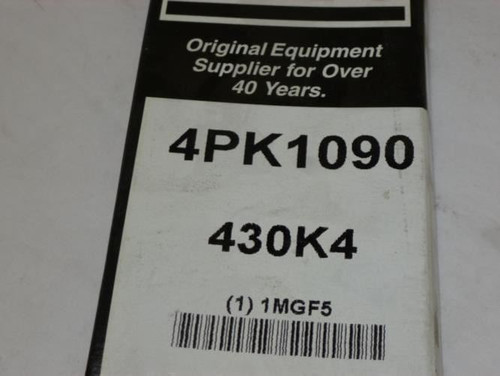 Original Equipment
Supplier for Over
40 Years.
4PK1090
430K4
(1) 1MGF5